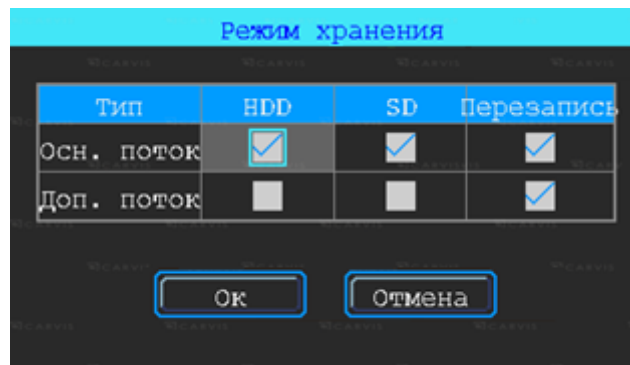 Режим хранения
Тип HDD SD Перезапись
Осн. поток
Доп. поток
Ок Отмена